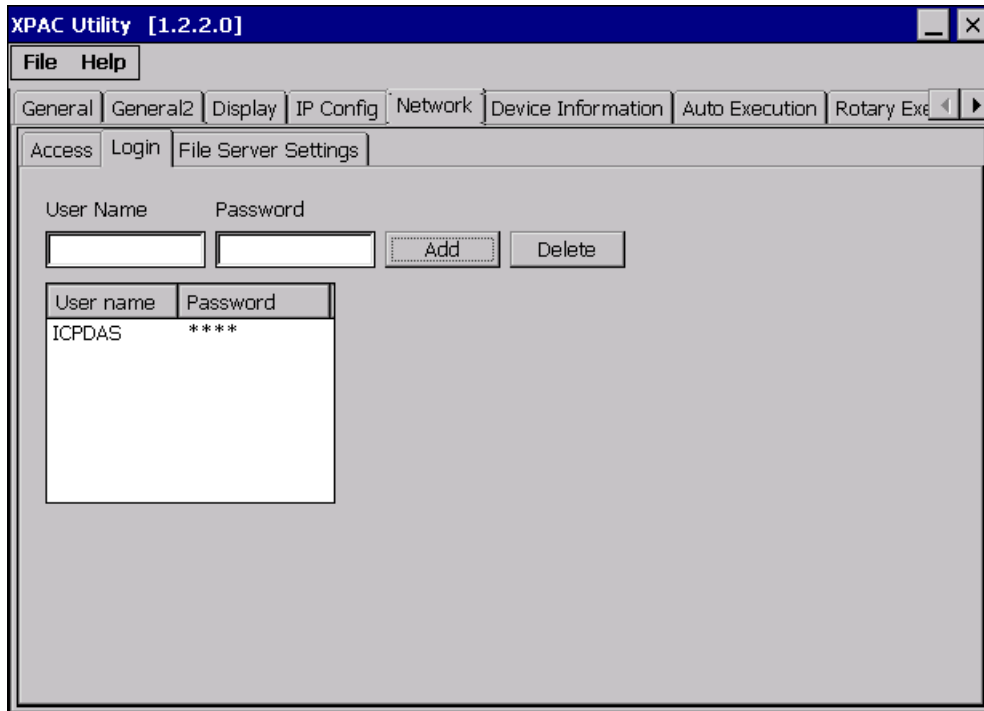 XPAC Utility [1.2.2.0]
File Help
General General2 Display IP Config Network Device Information Auto Execution Rotary Exe
Access Login File Server Settings
User Name Password
Add Delete
User name Password
ICPDAS ****